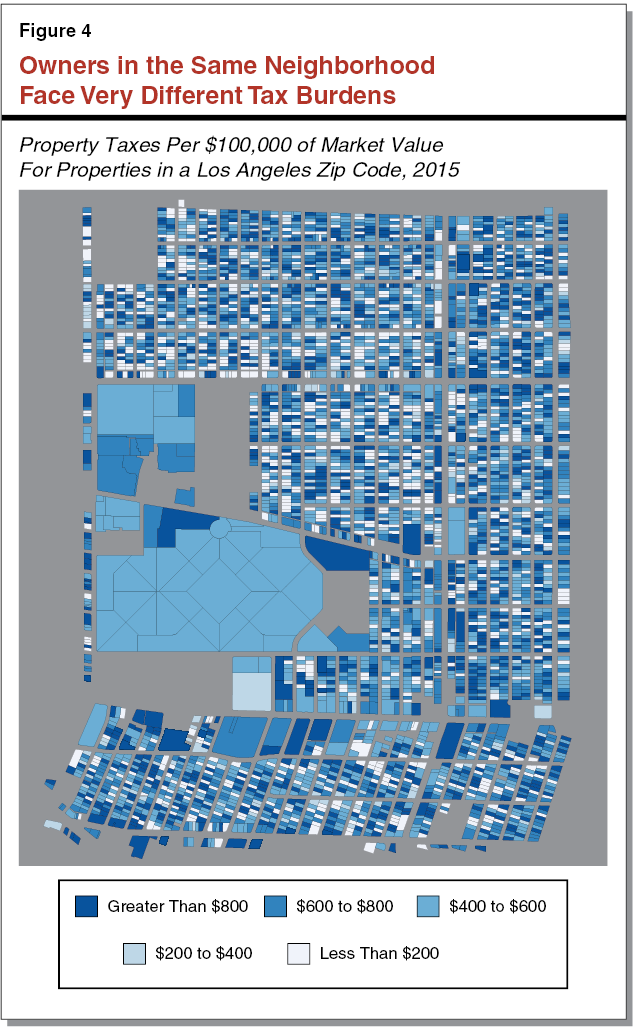 Figure 4
Owners in the Same Neighborhood
Face Very Different Tax Burdens
Property Taxes Per $100,000 of Market Value
For Properties in a Los Angeles Zip Code, 2015
Greater Than $800 $600 to $800 $400 to $600
$200 to $400 Less Than $200